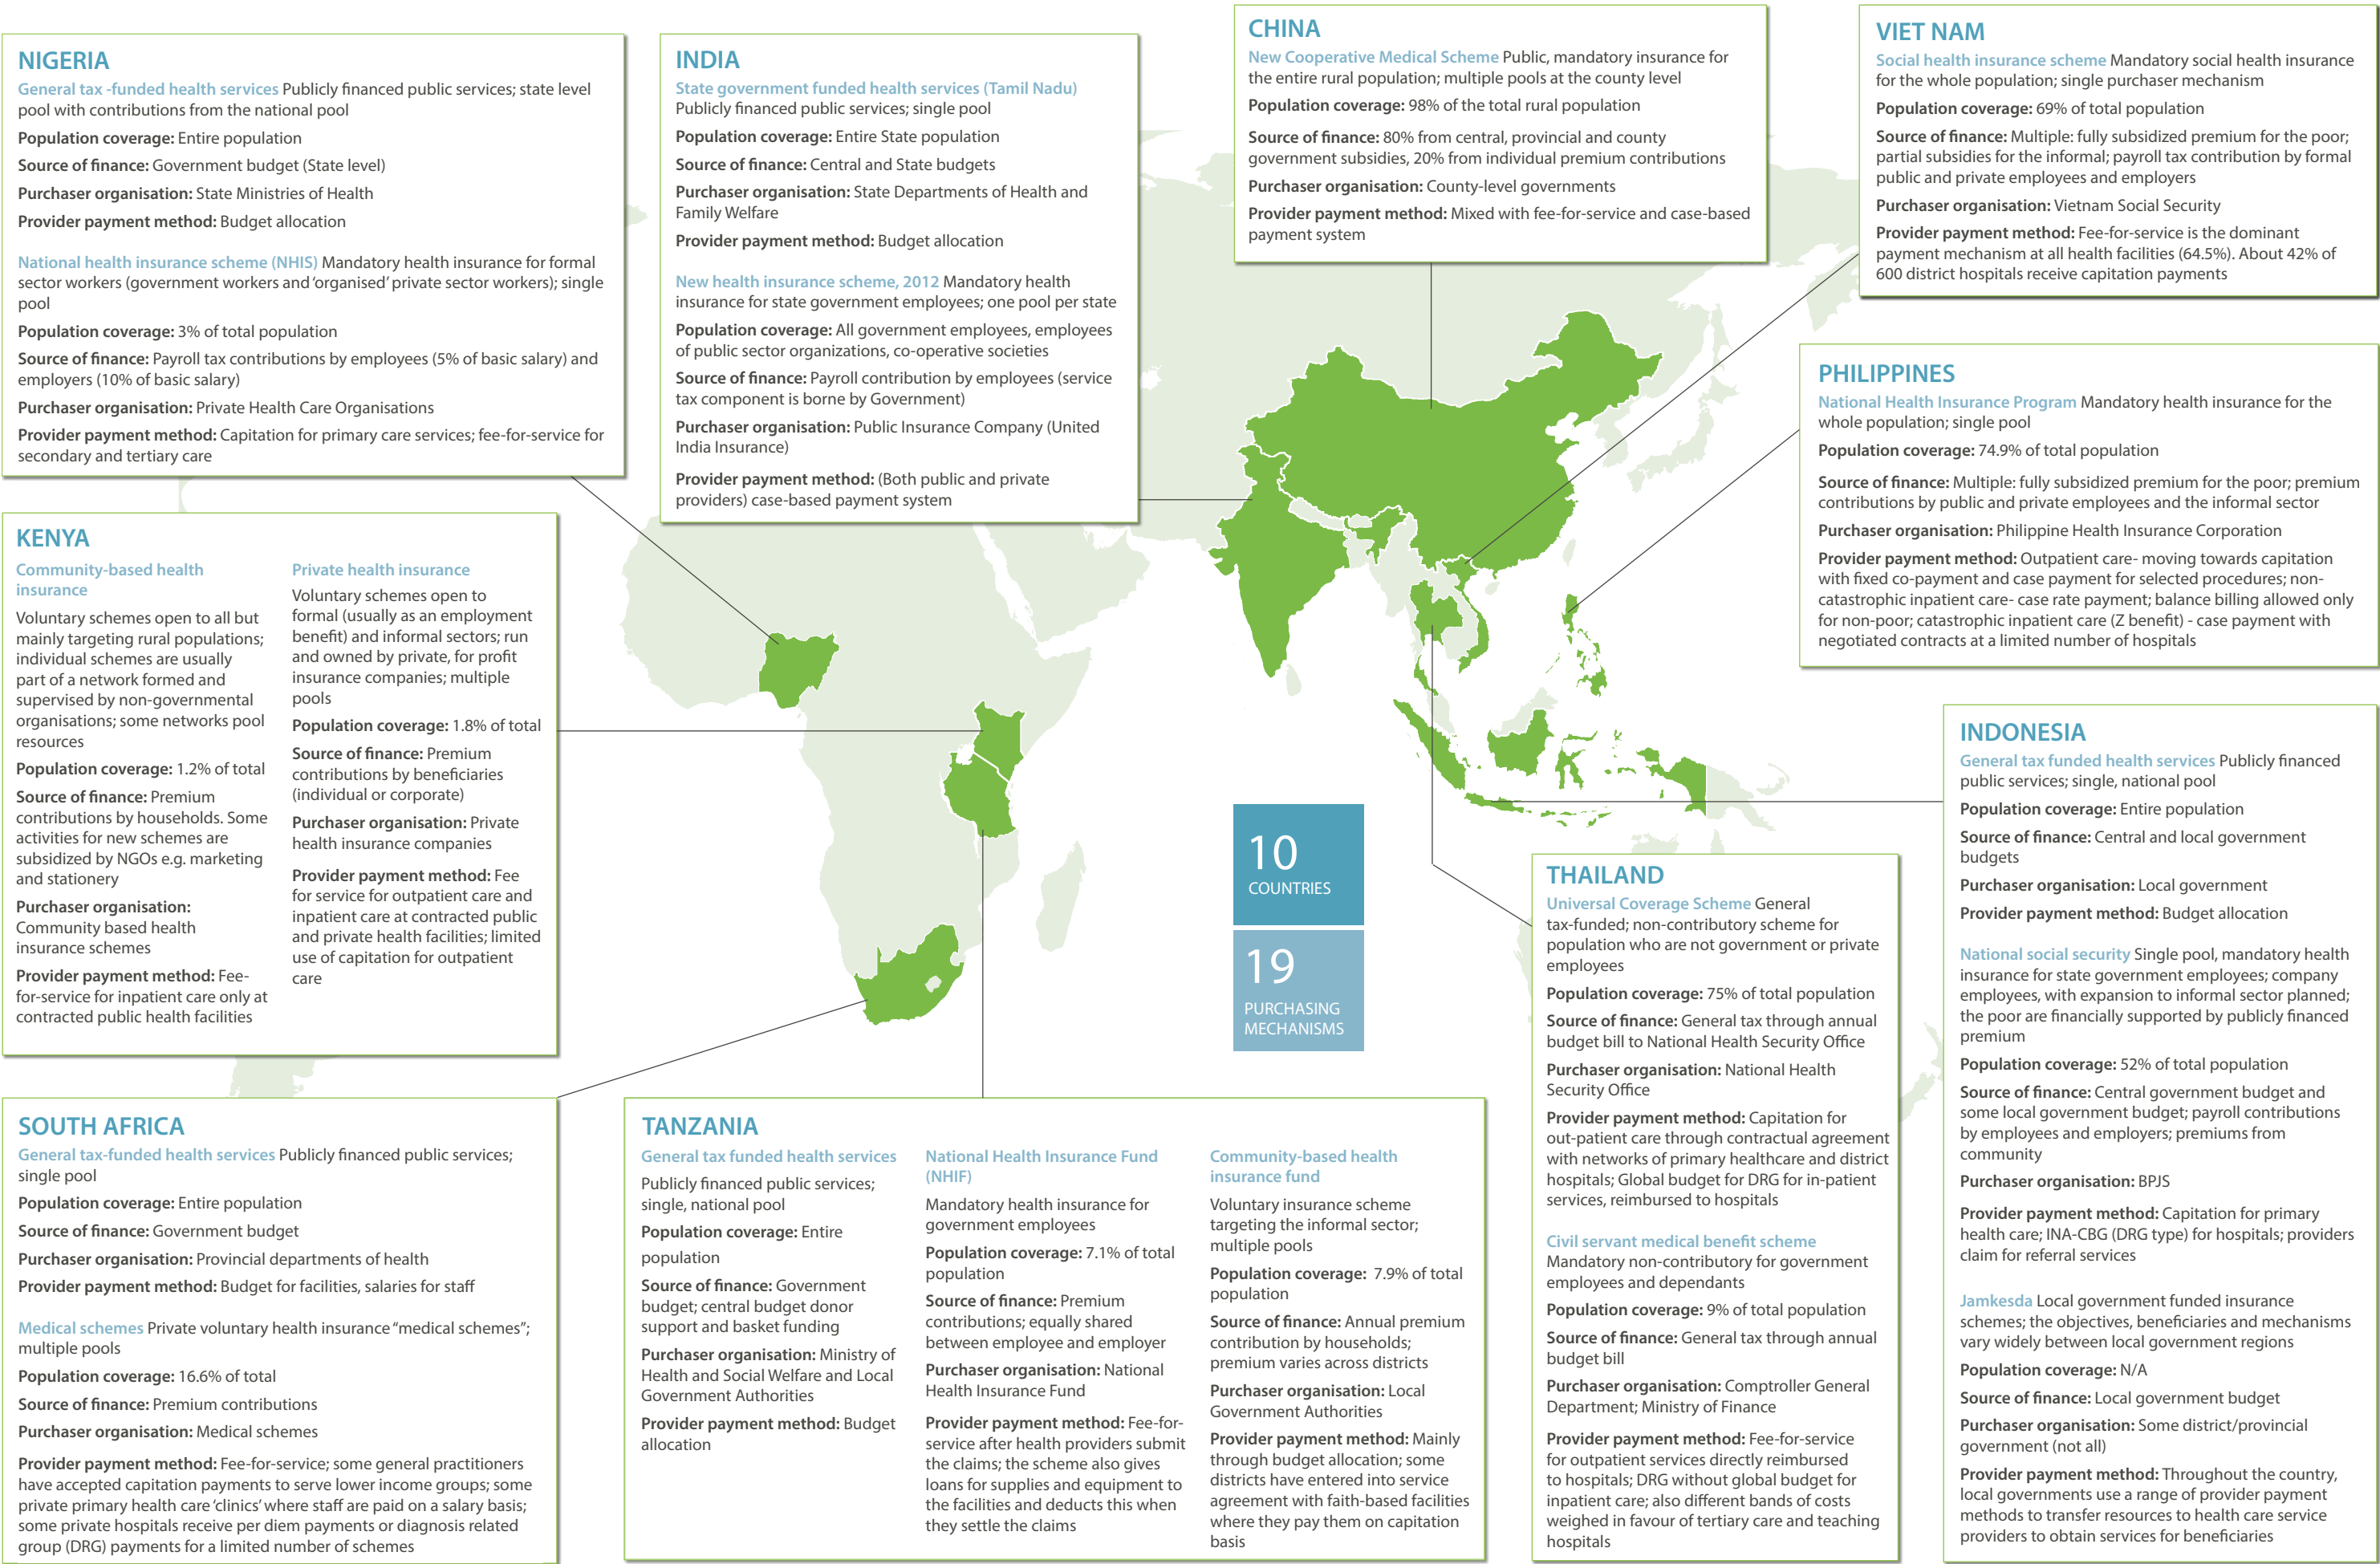 NIGERIA
General tax -funded health services Publicly financed public services; state level
pool with contributions from the national pool
Population coverage: Entire population
Source of finance: Government budget (State level)
Purchaser organisation: State Ministries of Health
Provider payment method: Budget allocation
National health insurance scheme (NHIS) Mandatory health insurance for formal
sector workers (government workers and ‘organised’ private sector workers); single
pool
Population coverage: 3% of total population
Source of finance: Payroll tax contributions by employees (5% of basic salary) and
employers (10% of basic salary)
Purchaser organisation: Private Health Care Organisations
Provider payment method: Capitation for primary care services; fee-for-service for
secondary and tertiary care
INDIA
State government funded health services (Tamil Nadu)
Publicly financed public services; single pool
Population coverage: Entire State population
Source of finance: Central and State budgets
Purchaser organisation: State Departments of Health and
Family Welfare
Provider payment method: Budget allocation
New health insurance scheme, 2012 Mandatory health
insurance for state government employees; one pool per state
Population coverage: All government employees, employees
of public sector organizations, co-operative societies
Source of finance: Payroll contribution by employees (service
tax component is borne by Government)
Purchaser organisation: Public Insurance Company (United
India Insurance)
Provider payment method: (Both public and private
providers) case-based payment system
CHINA
New Cooperative Medical Scheme Public, mandatory insurance for
the entire rural population; multiple pools at the county level
Population coverage: 98% of the total rural population
Source of finance: 80% from central, provincial and county
government subsidies, 20% from individual premium contributions
Purchaser organisation: County-level governments
Provider payment method: Mixed with fee-for-service and case-based
payment system
VIET NAM
Social health insurance scheme Mandatory social health insurance
for the whole population; single purchaser mechanism
Population coverage: 69% of total population
Source of finance: Multiple: fully subsidized premium for the poor;
partial subsidies for the informal; payroll tax contribution by formal
public and private employees and employers
Purchaser organisation: Vietnam Social Security
Provider payment method: Fee-for-service is the dominant
payment mechanism at all health facilities (64.5%). About 42% of
600 district hospitals receive capitation payments
PHILIPPINES
National Health Insurance Program Mandatory health insurance for the
whole population; single pool
Population coverage: 74.9% of total population
Source of finance: Multiple: fully subsidized premium for the poor; premium
contributions by public and private employees and the informal sector
Purchaser organisation: Philippine Health Insurance Corporation
Provider payment method: Outpatient care- moving towards capitation
with fixed co-payment and case payment for selected procedures; non-
catastrophic inpatient care- case rate payment; balance billing allowed only
for non-poor; catastrophic inpatient care (Z benefit) - case payment with
negotiated contracts at a limited number of hospitals
KENYA
Community-based health
insurance
Voluntary schemes open to all but
mainly targeting rural populations;
individual schemes are usually
part of a network formed and
supervised by non-governmental
organisations; some networks pool
resources
Population coverage: 1.2% of total
Source of finance: Premium
contributions by households. Some
activities for new schemes are
subsidized by NGOs e.g. marketing
and stationery
Purchaser organisation:
Community based health
insurance schemes
Provider payment method: Fee-
for-service for inpatient care only at
contracted public health facilities
Private health insurance
Voluntary schemes open to
formal (usually as an employment
benefit) and informal sectors; run
and owned by private, for profit
insurance companies; multiple
pools
Population coverage: 1.8% of total
Source of finance: Premium
contributions by beneficiaries
(individual or corporate)
Purchaser organisation: Private
health insurance companies
Provider payment method: Fee
for service for outpatient care and
inpatient care at contracted public
and private health facilities; limited
use of capitation for outpatient
care
10
COUNTRIES
19
PURCHASING
MECHANISMS
INDONESIA
General tax funded health services Publicly financed
public services; single, national pool
Population coverage: Entire population
Source of finance: Central and local government
budgets
Purchaser organisation: Local government
Provider payment method: Budget allocation
National social security Single pool, mandatory health
insurance for state government employees; company
employees, with expansion to informal sector planned;
the poor are financially supported by publicly financed
premium
Population coverage: 52% of total population
Source of finance: Central government budget and
some local government budget; payroll contributions
by employees and employers; premiums from
community
Purchaser organisation: BPJS
Provider payment method: Capitation for primary
health care; INA-CBG (DRG type) for hospitals; providers
claim for referral services
Jamkesda Local government funded insurance
schemes; the objectives, beneficiaries and mechanisms
vary widely between local government regions
Population coverage: N/A
Source of finance: Local government budget
Purchaser organisation: Some district/provincial
government (not all)
Provider payment method: Throughout the country,
local governments use a range of provider payment
methods to transfer resources to health care service
providers to obtain services for beneficiaries
THAILAND
Universal Coverage Scheme General
tax-funded; non-contributory scheme for
population who are not government or private
employees
Population coverage: 75% of total population
Source of finance: General tax through annual
budget bill to National Health Security Office
Purchaser organisation: National Health
Security Office
Provider payment method: Capitation for
out-patient care through contractual agreement
with networks of primary healthcare and district
hospitals; Global budget for DRG for in-patient
services, reimbursed to hospitals
Civil servant medical benefit scheme
Mandatory non-contributory for government
employees and dependants
Population coverage: 9% of total population
Source of finance: General tax through annual
budget bill
Purchaser organisation: Comptroller General
Department; Ministry of Finance
Provider payment method: Fee-for-service
for outpatient services directly reimbursed
to hospitals; DRG without global budget for
inpatient care; also different bands of costs
weighed in favour of tertiary care and teaching
hospitals
SOUTH AFRICA
General tax-funded health services Publicly financed public services;
single pool
Population coverage: Entire population
Source of finance: Government budget
Purchaser organisation: Provincial departments of health
Provider payment method: Budget for facilities, salaries for staff
Medical schemes Private voluntary health insurance “medical schemes”;
multiple pools
Population coverage: 16.6% of total
Source of finance: Premium contributions
Purchaser organisation: Medical schemes
Provider payment method: Fee-for-service; some general practitioners
have accepted capitation payments to serve lower income groups; some
private primary health care ‘clinics’ where staff are paid on a salary basis;
some private hospitals receive per diem payments or diagnosis related
group (DRG) payments for a limited number of schemes
TANZANIA
General tax funded health services
Publicly financed public services;
single, national pool
Population coverage: Entire
population
Source of finance: Government
budget; central budget donor
support and basket funding
Purchaser organisation: Ministry of
Health and Social Welfare and Local
Government Authorities
Provider payment method: Budget
allocation
National Health Insurance Fund
(NHIF)
Mandatory health insurance for
government employees
Population coverage: 7.1% of total
population
Source of finance: Premium
contributions; equally shared
between employee and employer
Purchaser organisation: National
Health Insurance Fund
Provider payment method: Fee-for-
service after health providers submit
the claims; the scheme also gives
loans for supplies and equipment to
the facilities and deducts this when
they settle the claims
Community-based health
insurance fund
Voluntary insurance scheme
targeting the informal sector;
multiple pools
Population coverage: 7.9% of total
population
Source of finance: Annual premium
contribution by households;
premium varies across districts
Purchaser organisation: Local
Government Authorities
Provider payment method: Mainly
through budget allocation; some
districts have entered into service
agreement with faith-based facilities
where they pay them on capitation
basis